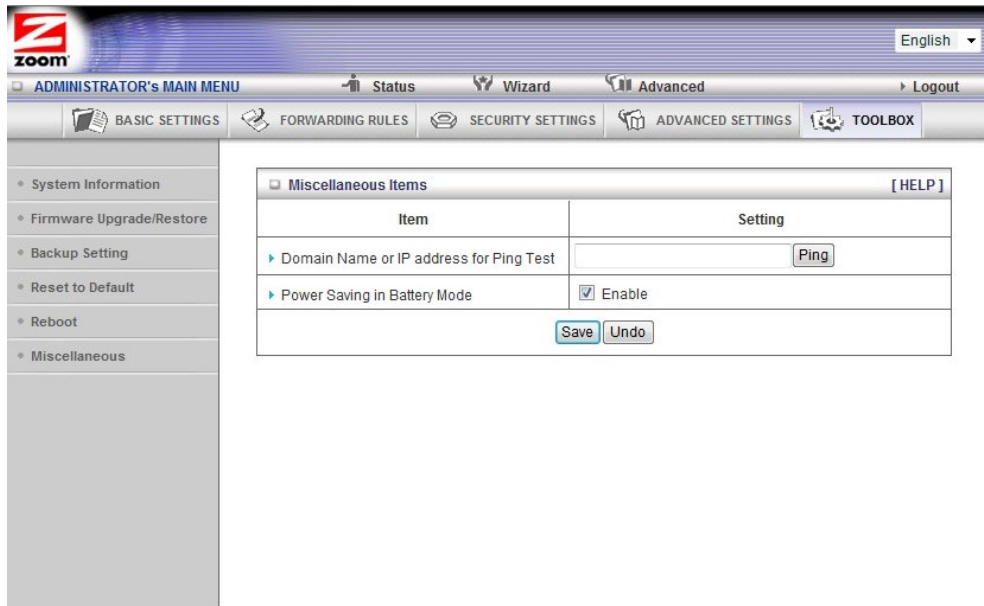 Z
zoom
English
ADMINISTRATOR's MAIN MENU Status Wizard Advanced Logout
BASIC SETTINGS FORWARDING RULES SECURITY SETTINGS ADVANCED SETTINGS TOOLBOX
System Information
Firmware Upgrade/Restore
Backup Setting
Reset to Default
Reboot
Miscellaneous
Miscellaneous Items [ HELP ]
Item Setting
Domain Name or IP address for Ping Test Ping
Power Saving in Battery Mode Enable
Save Undo